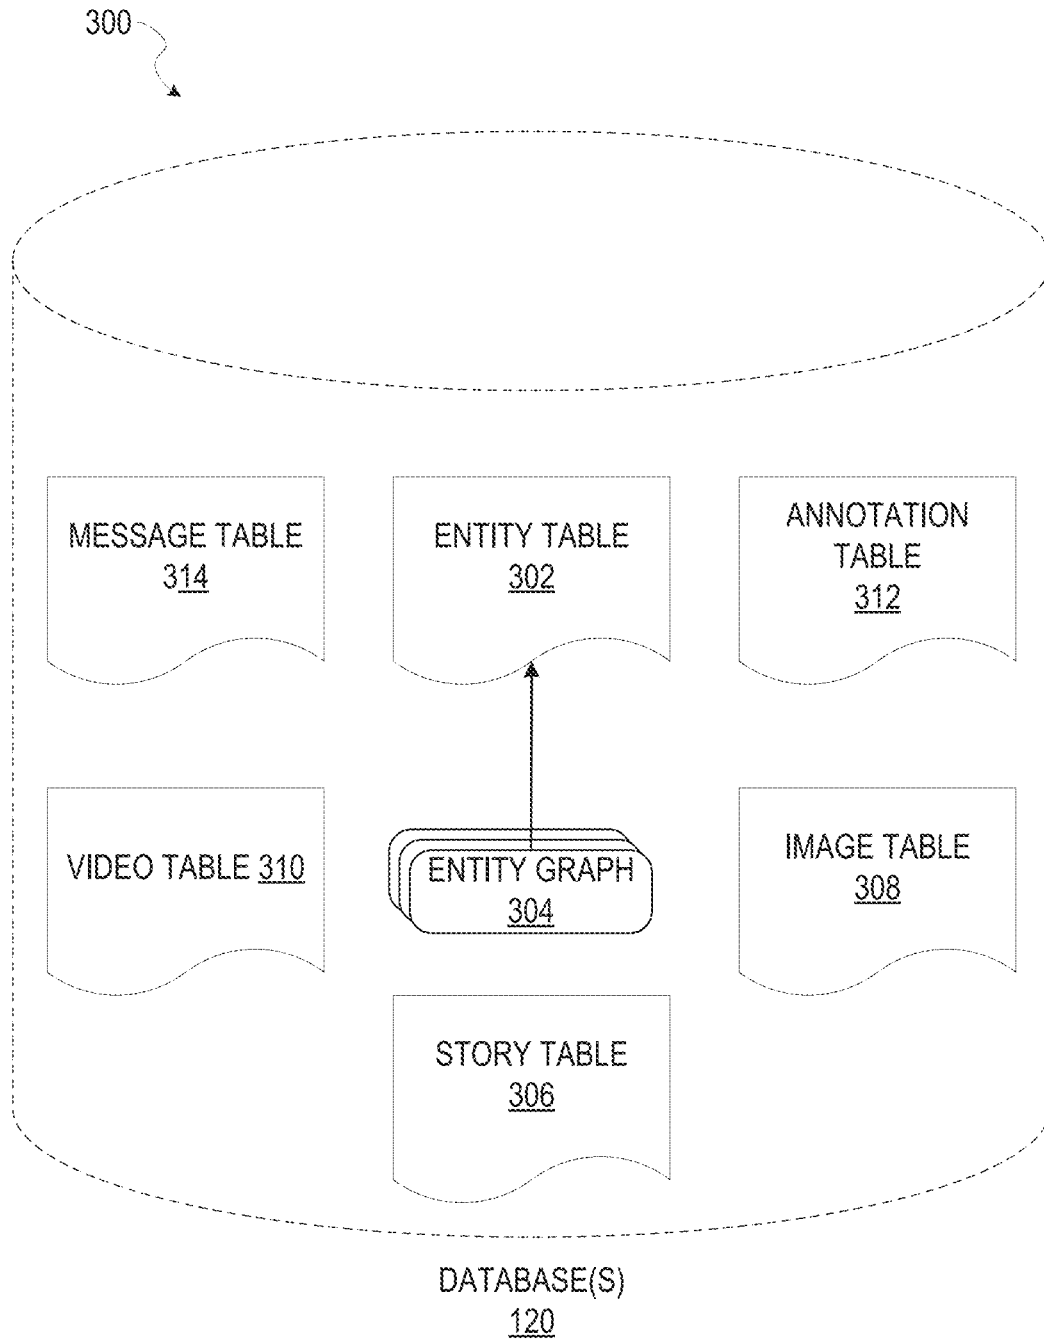 300
MESSAGE TABLE
314
ENTITY TABLE
302
ANNOTATION
TABLE
312
VIDEO TABLE 310
ENTITY GRAPH
304
IMAGE TABLE
308
STORY TABLE
306
DATABASE(S)
120